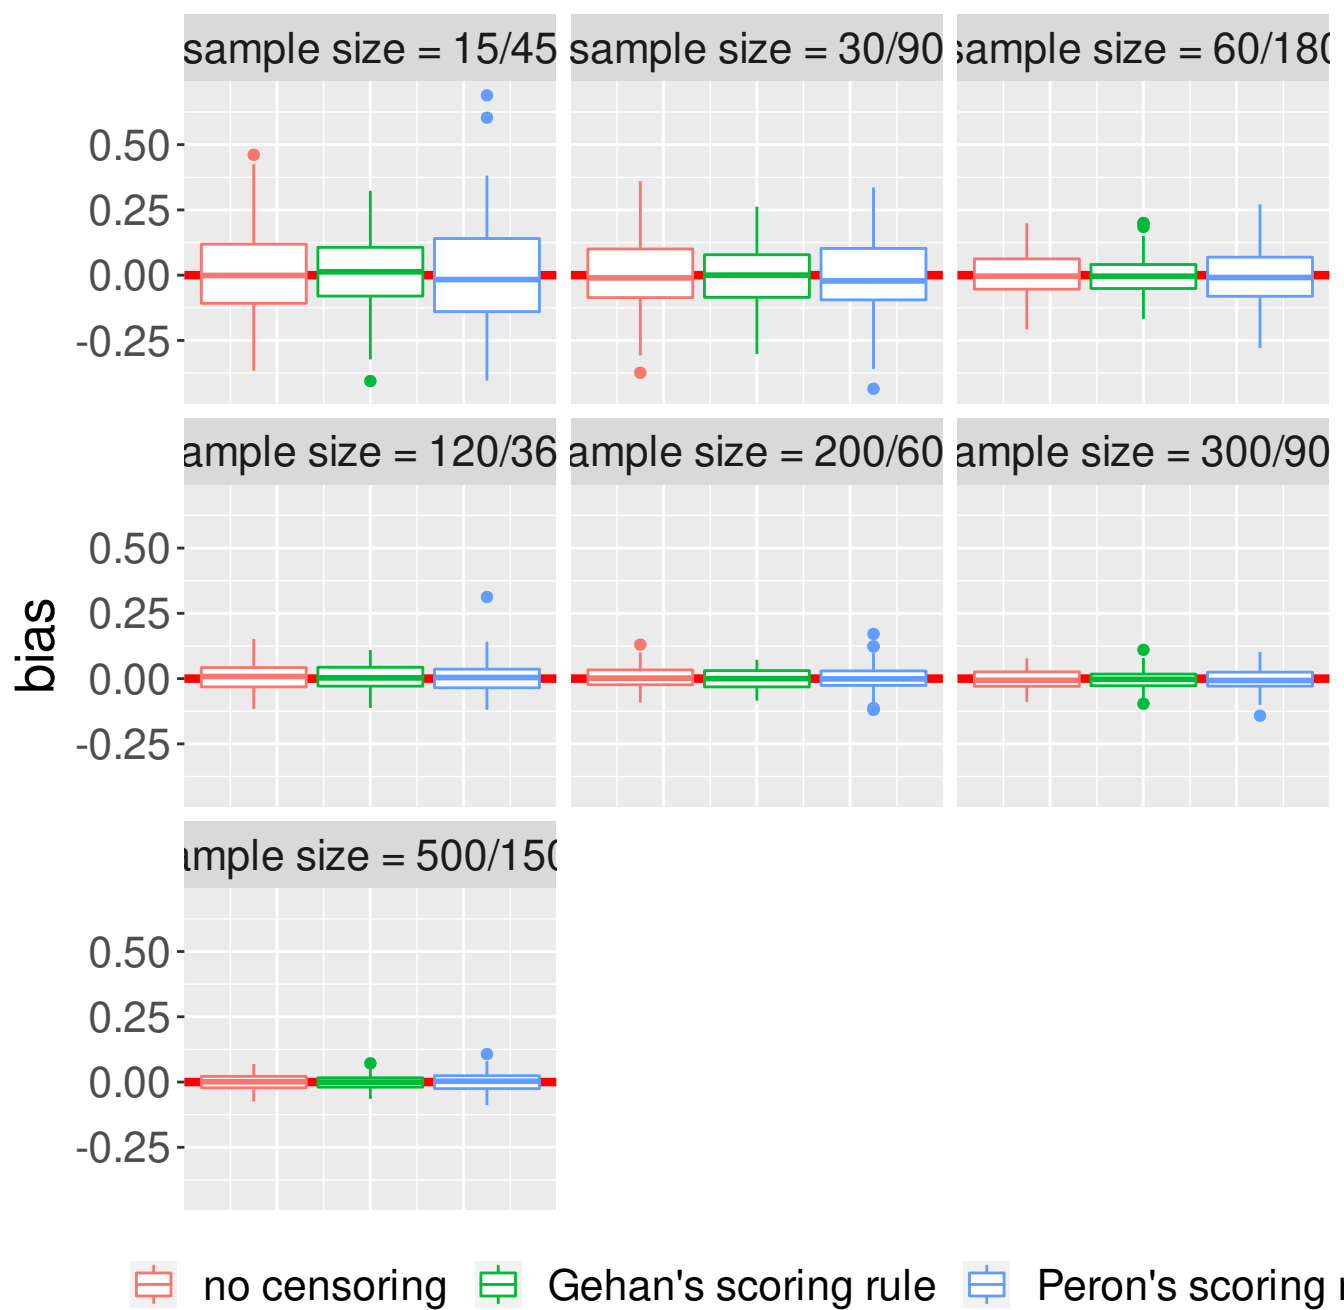 sample size = 15/45 sample size = 30/90 sample size = 60/180
0.50
0.25
0.00
-0.25
ample size = 120/36 ample size = 200/60 ample size = 300/90
0.50
0.25
0.00
-0.25
bias
ample size = 500/150
0.50
0.25
0.00
-0.25
no censoring Gehan's scoring rule Peron's scoring